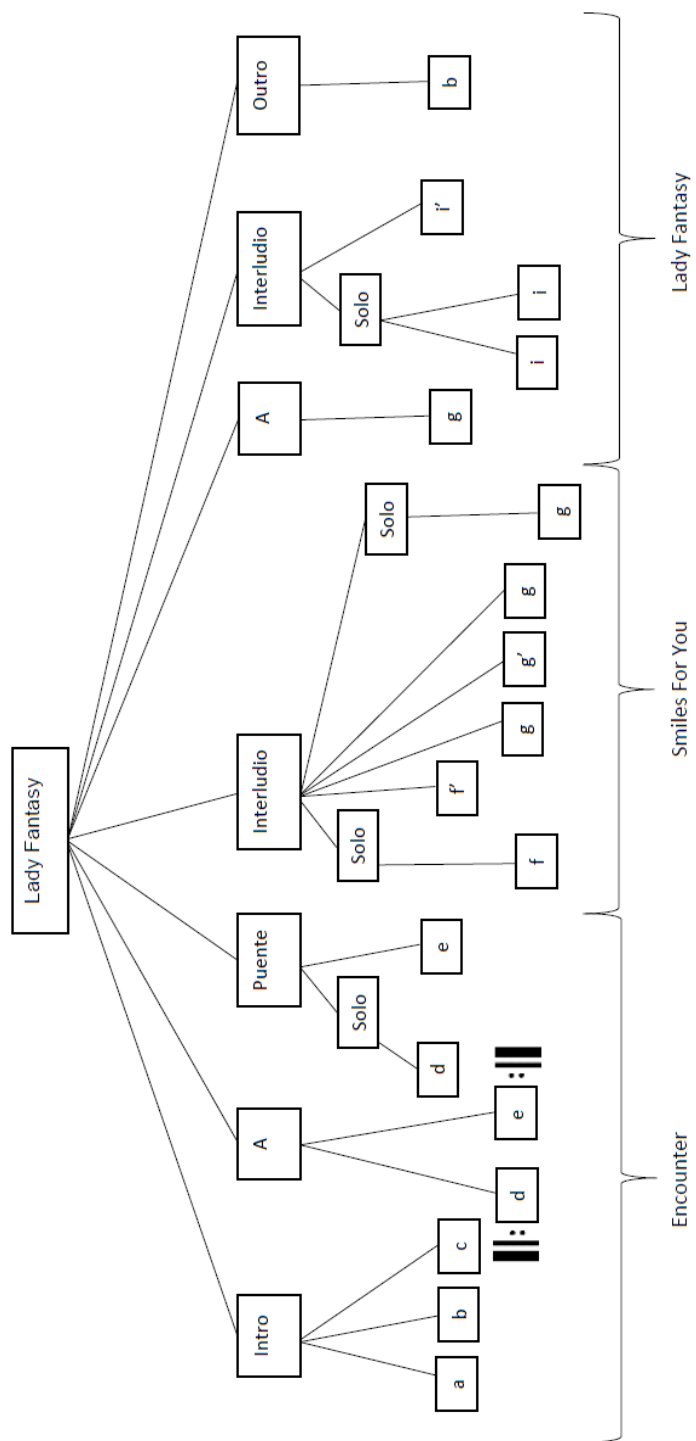 Lady Fantasy
Intro A Puente Interludio A Interludio Outro
Solo Solo Solo Solo
a b c d e f' g i' b
d e f g g' g g i i
Encounter Smiles For You Lady Fantasy